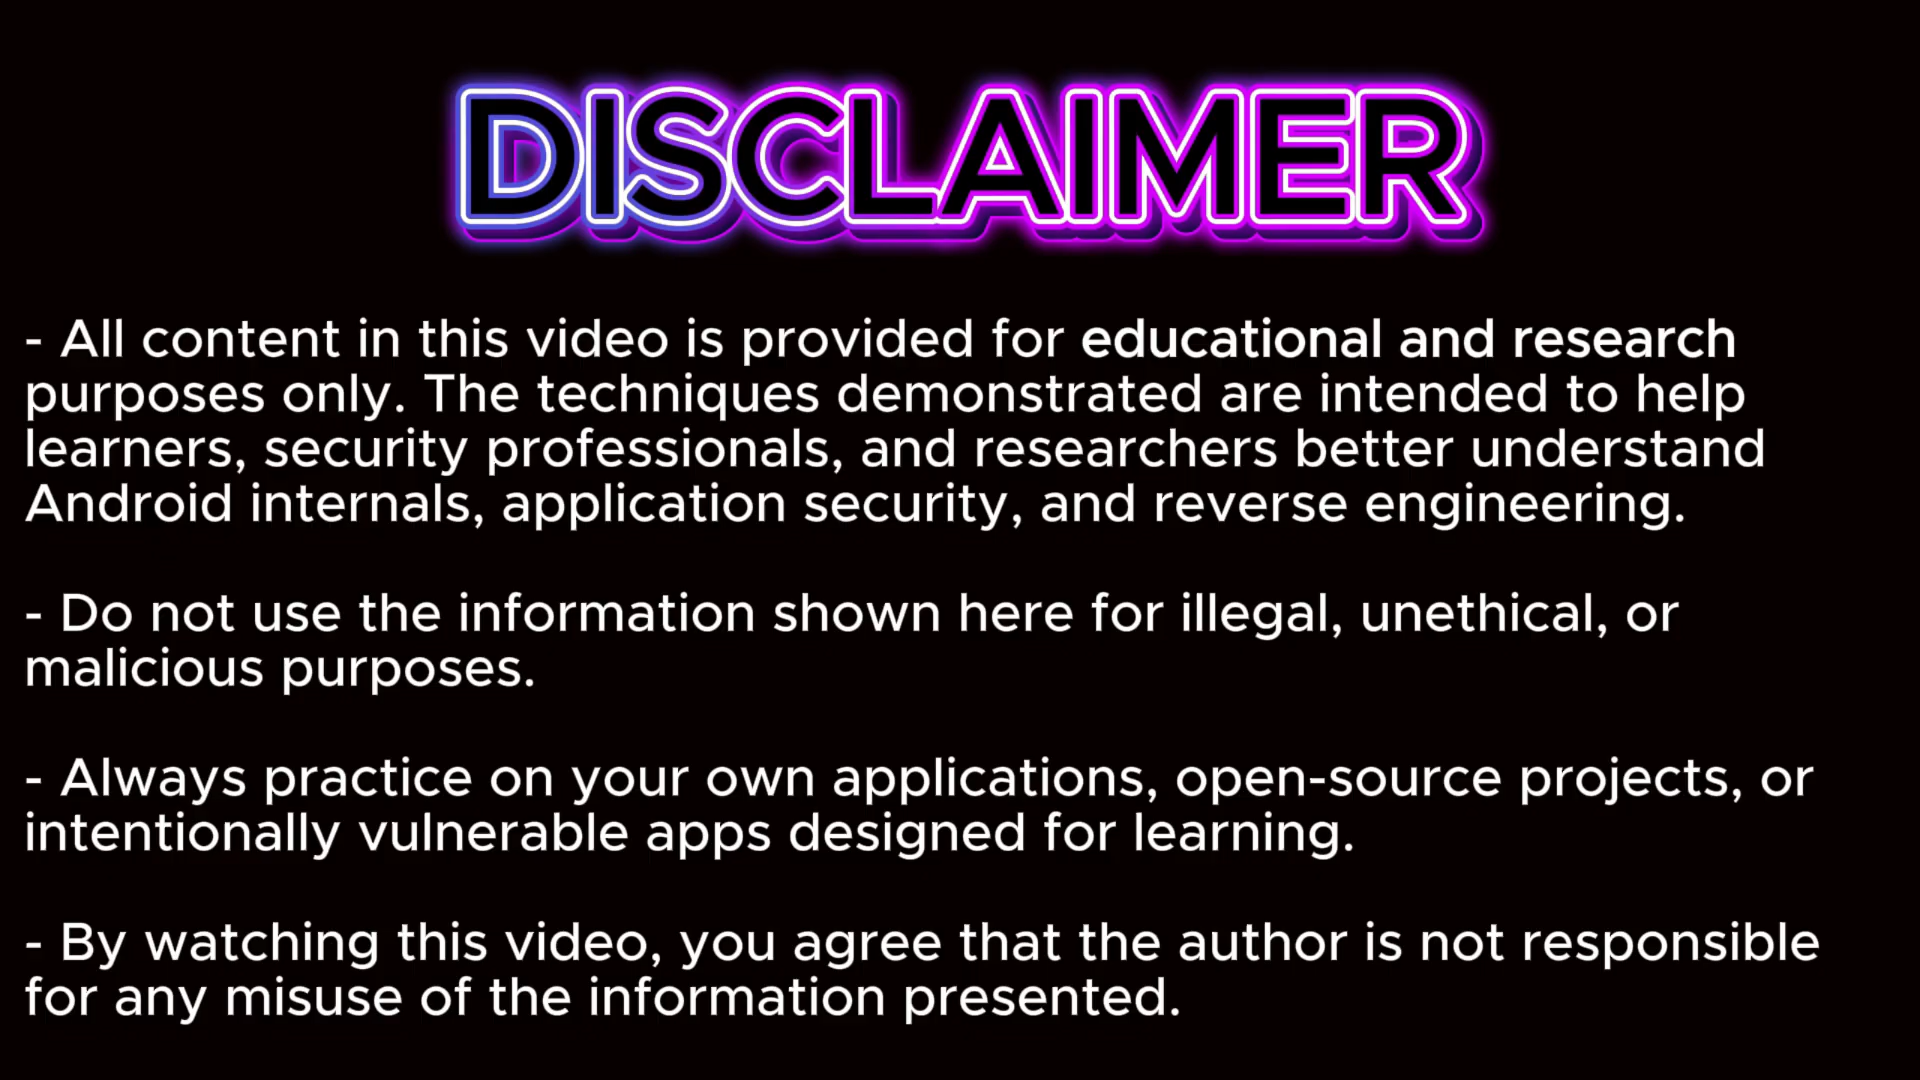 DISCLAIMER
- All content in this video is provided for educational and research
purposes only. The techniques demonstrated are intended to help
learners, security professionals, and researchers better understand
Android internals, application security, and reverse engineering.
- Do not use the information shown here for illegal, unethical, or
malicious purposes.
- Always practice on your own applications, open-source projects, or
intentionally vulnerable apps designed for learning.
- By watching this video, you agree that the author is not responsible
for any misuse of the information presented.